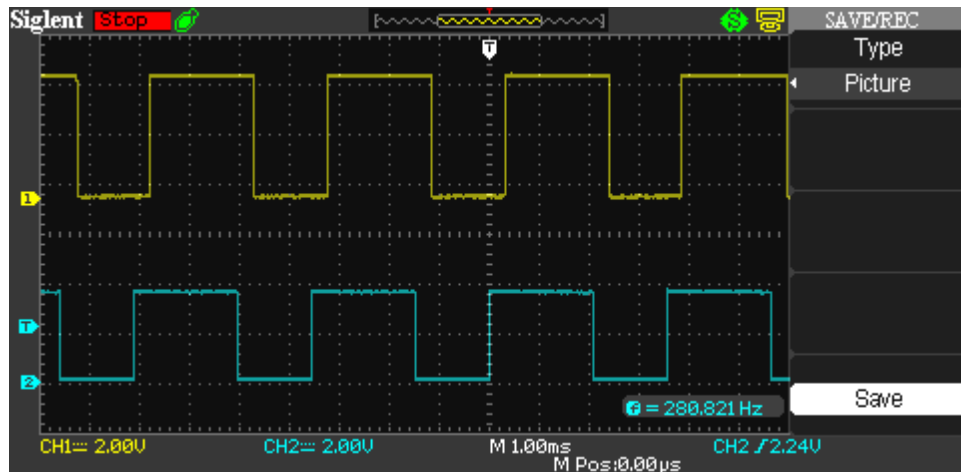 Siglent Stop SAVE/REC
T Type
Picture
1
T
2
f = 280.821 Hz Save
CH1 2.00V CH2 2.00V M 1.00ms CH2 2.24V
M Pos:0.00µs